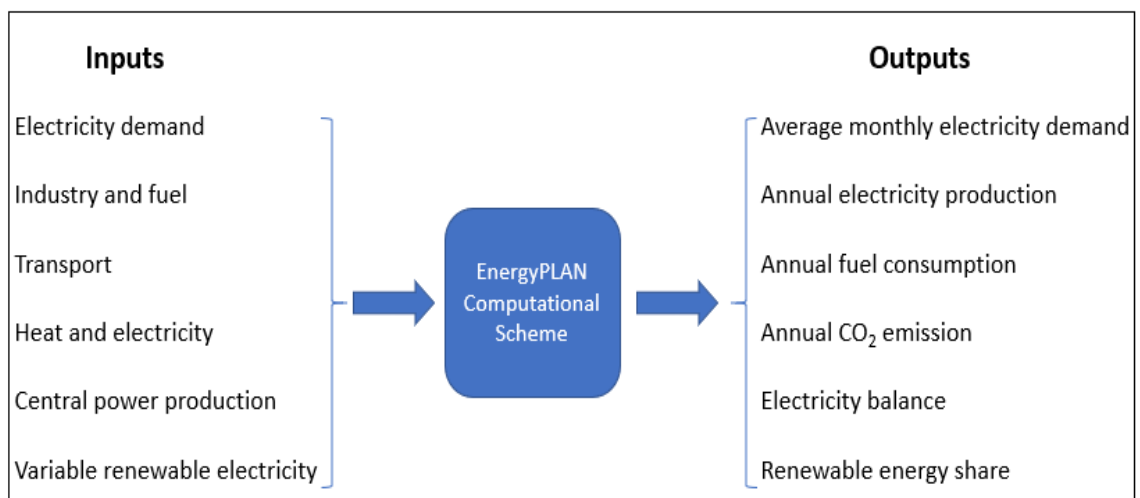 Inputs
Electricity demand
Industry and fuel
Transport
Heat and electricity
Central power production
Variable renewable electricity
EnergyPLAN
Computational
Scheme
Outputs
Average monthly electricity demand
Annual electricity production
Annual fuel consumption
Annual CO₂ emission
Electricity balance
Renewable energy share